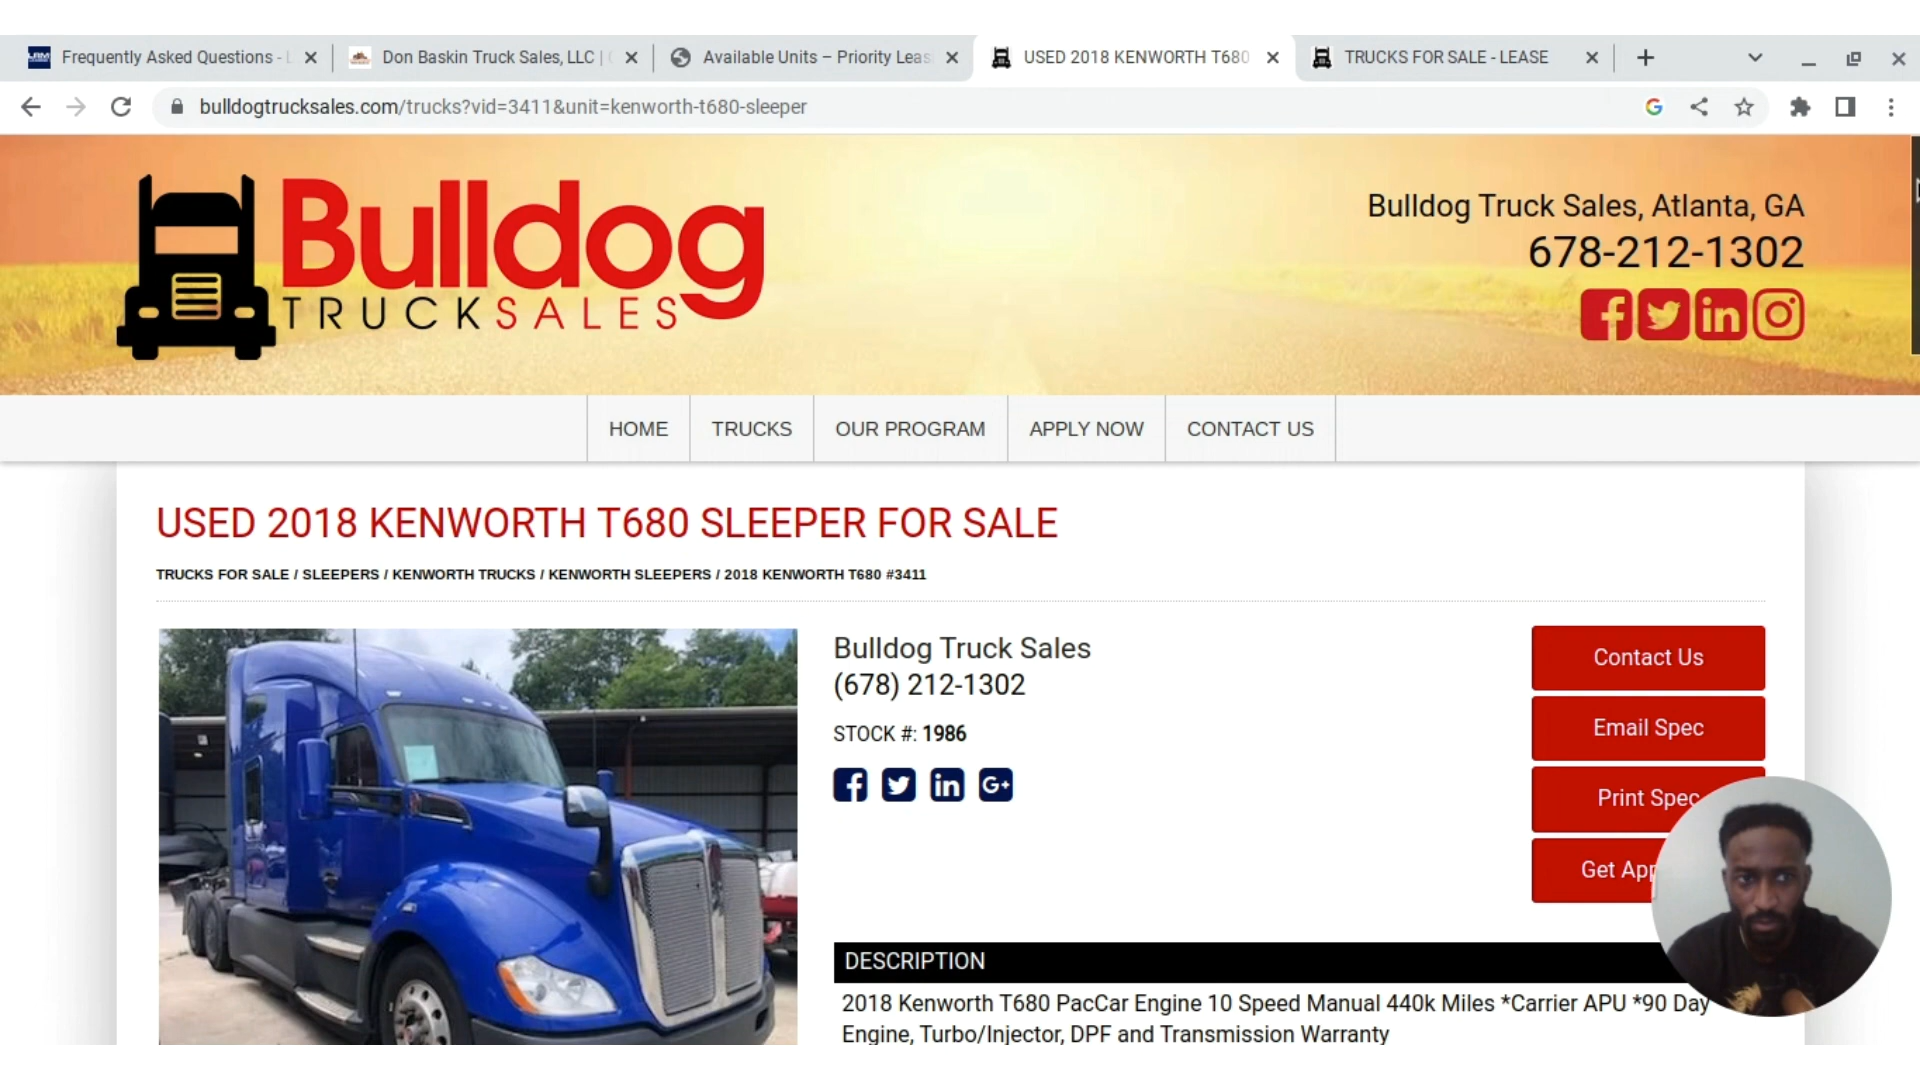 Frequently Asked Questions -
Don Baskin Truck Sales, LLC |
Available Units – Priority Leas
USED 2018 KENWORTH T680
TRUCKS FOR SALE - LEASE
bulldogtrucksales.com/trucks?vid=3411&unit=kenworth-t680-sleeper
Bulldog
TRUCKSALES
Bulldog Truck Sales, Atlanta, GA
678-212-1302
HOME
TRUCKS
OUR PROGRAM
APPLY NOW
CONTACT US
USED 2018 KENWORTH T680 SLEEPER FOR SALE
TRUCKS FOR SALE / SLEEPERS / KENWORTH TRUCKS / KENWORTH SLEEPERS / 2018 KENWORTH T680 #3411
Bulldog Truck Sales
(678) 212-1302
STOCK #: 1986
Contact Us
Email Spec
Print Spec
Get App
DESCRIPTION
2018 Kenworth T680 PacCar Engine 10 Speed Manual 440k Miles *Carrier APU *90 Day
Engine, Turbo/Injector, DPF and Transmission Warranty